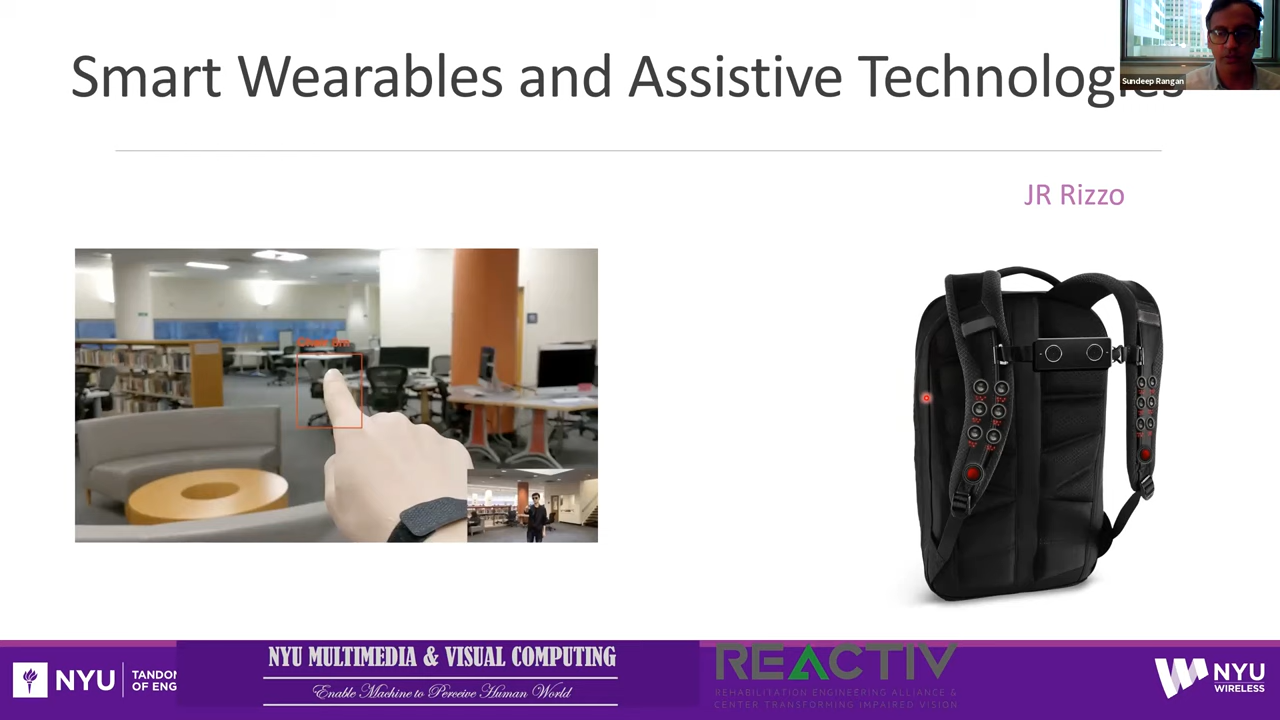 Smart Wearables and Assistive Technologies
Sundeep Rangan
JR Rizzo
NYU
TANDON
OF ENG
NYU MULTIMEDIA & VISUAL COMPUTING
Enable Machine to Perceive Human World
REACTIV
REHABILITATION ENGINEERING ALLIANCE &
CENTER TRANSFORMING IMPAIRED VISION
NYU
WIRELESS